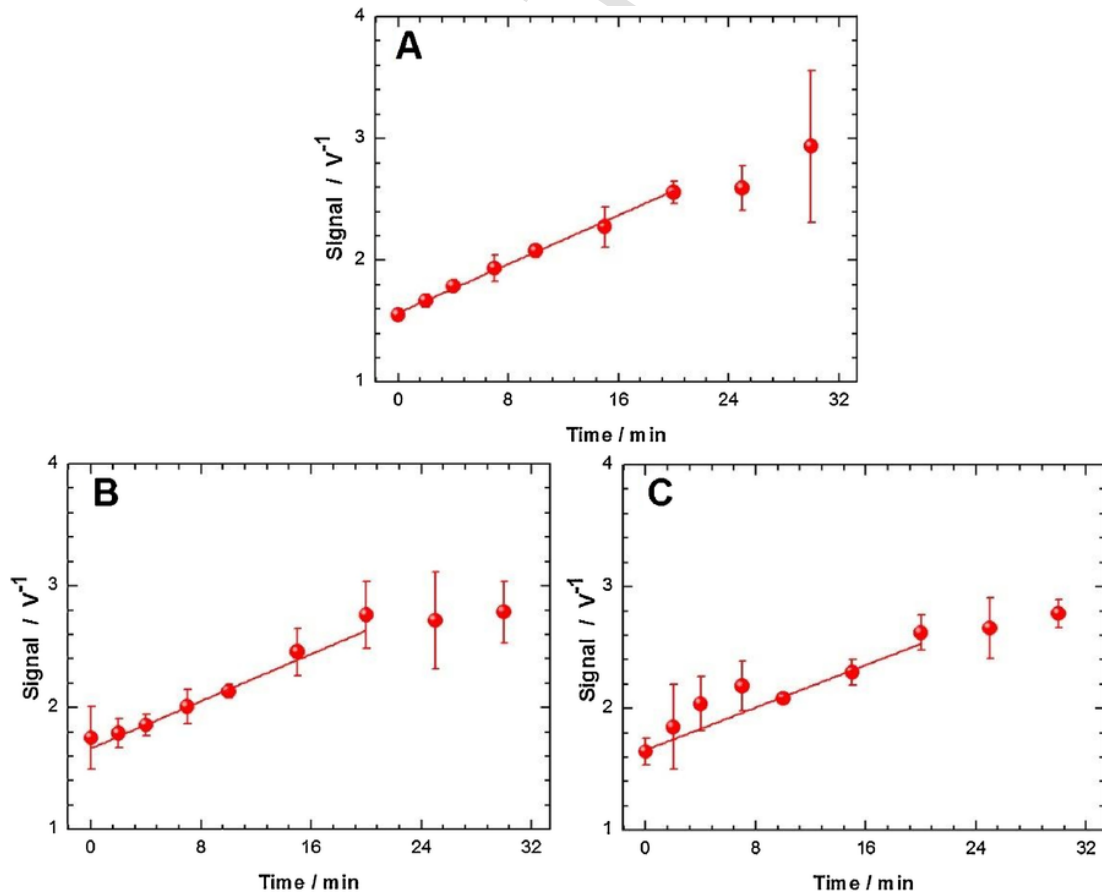 4
A
3
Signal / V⁻¹
2
1
0 8 16 24 32
Time / min
4 4
B C
3 3
Signal / V⁻¹ Signal / V⁻¹
2 2
1 1
0 8 16 24 32 0 8 16 24 32
Time / min Time / min